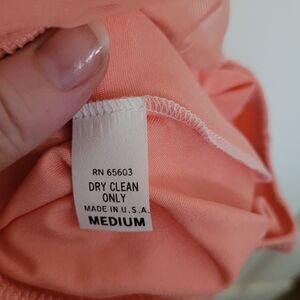 RN 65603
DRY CLEAN
ONLY
MADE IN U.S.A.
MEDIUM